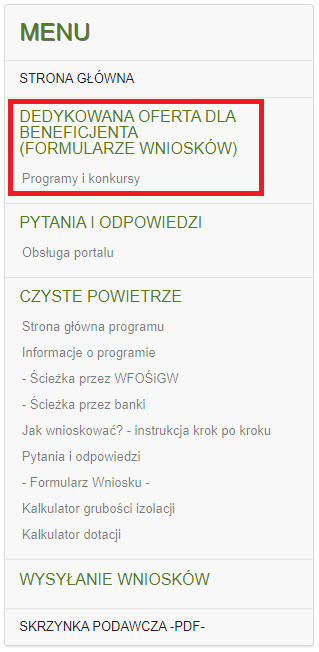 MENU
STRONA GŁÓWNA
DEDYKOWANA OFERTA DLA
BENEFICJENTA
(FORMULARZE WNIOSKÓW)
Programy i konkursy
PYTANIA I ODPOWIEDZI
Obsługa portalu
CZYSTE POWIETRZE
Strona główna programu
Informacje o programie
- Ścieżka przez WFOŚiGW
- Ścieżka przez banki
Jak wnioskować? - instrukcja krok po kroku
Pytania i odpowiedzi
- Formularz Wniosku -
Kalkulator grubości izolacji
Kalkulator dotacji
WYSYŁANIE WNIOSKÓW
SKRZYNKA PODAWCZA -PDF-